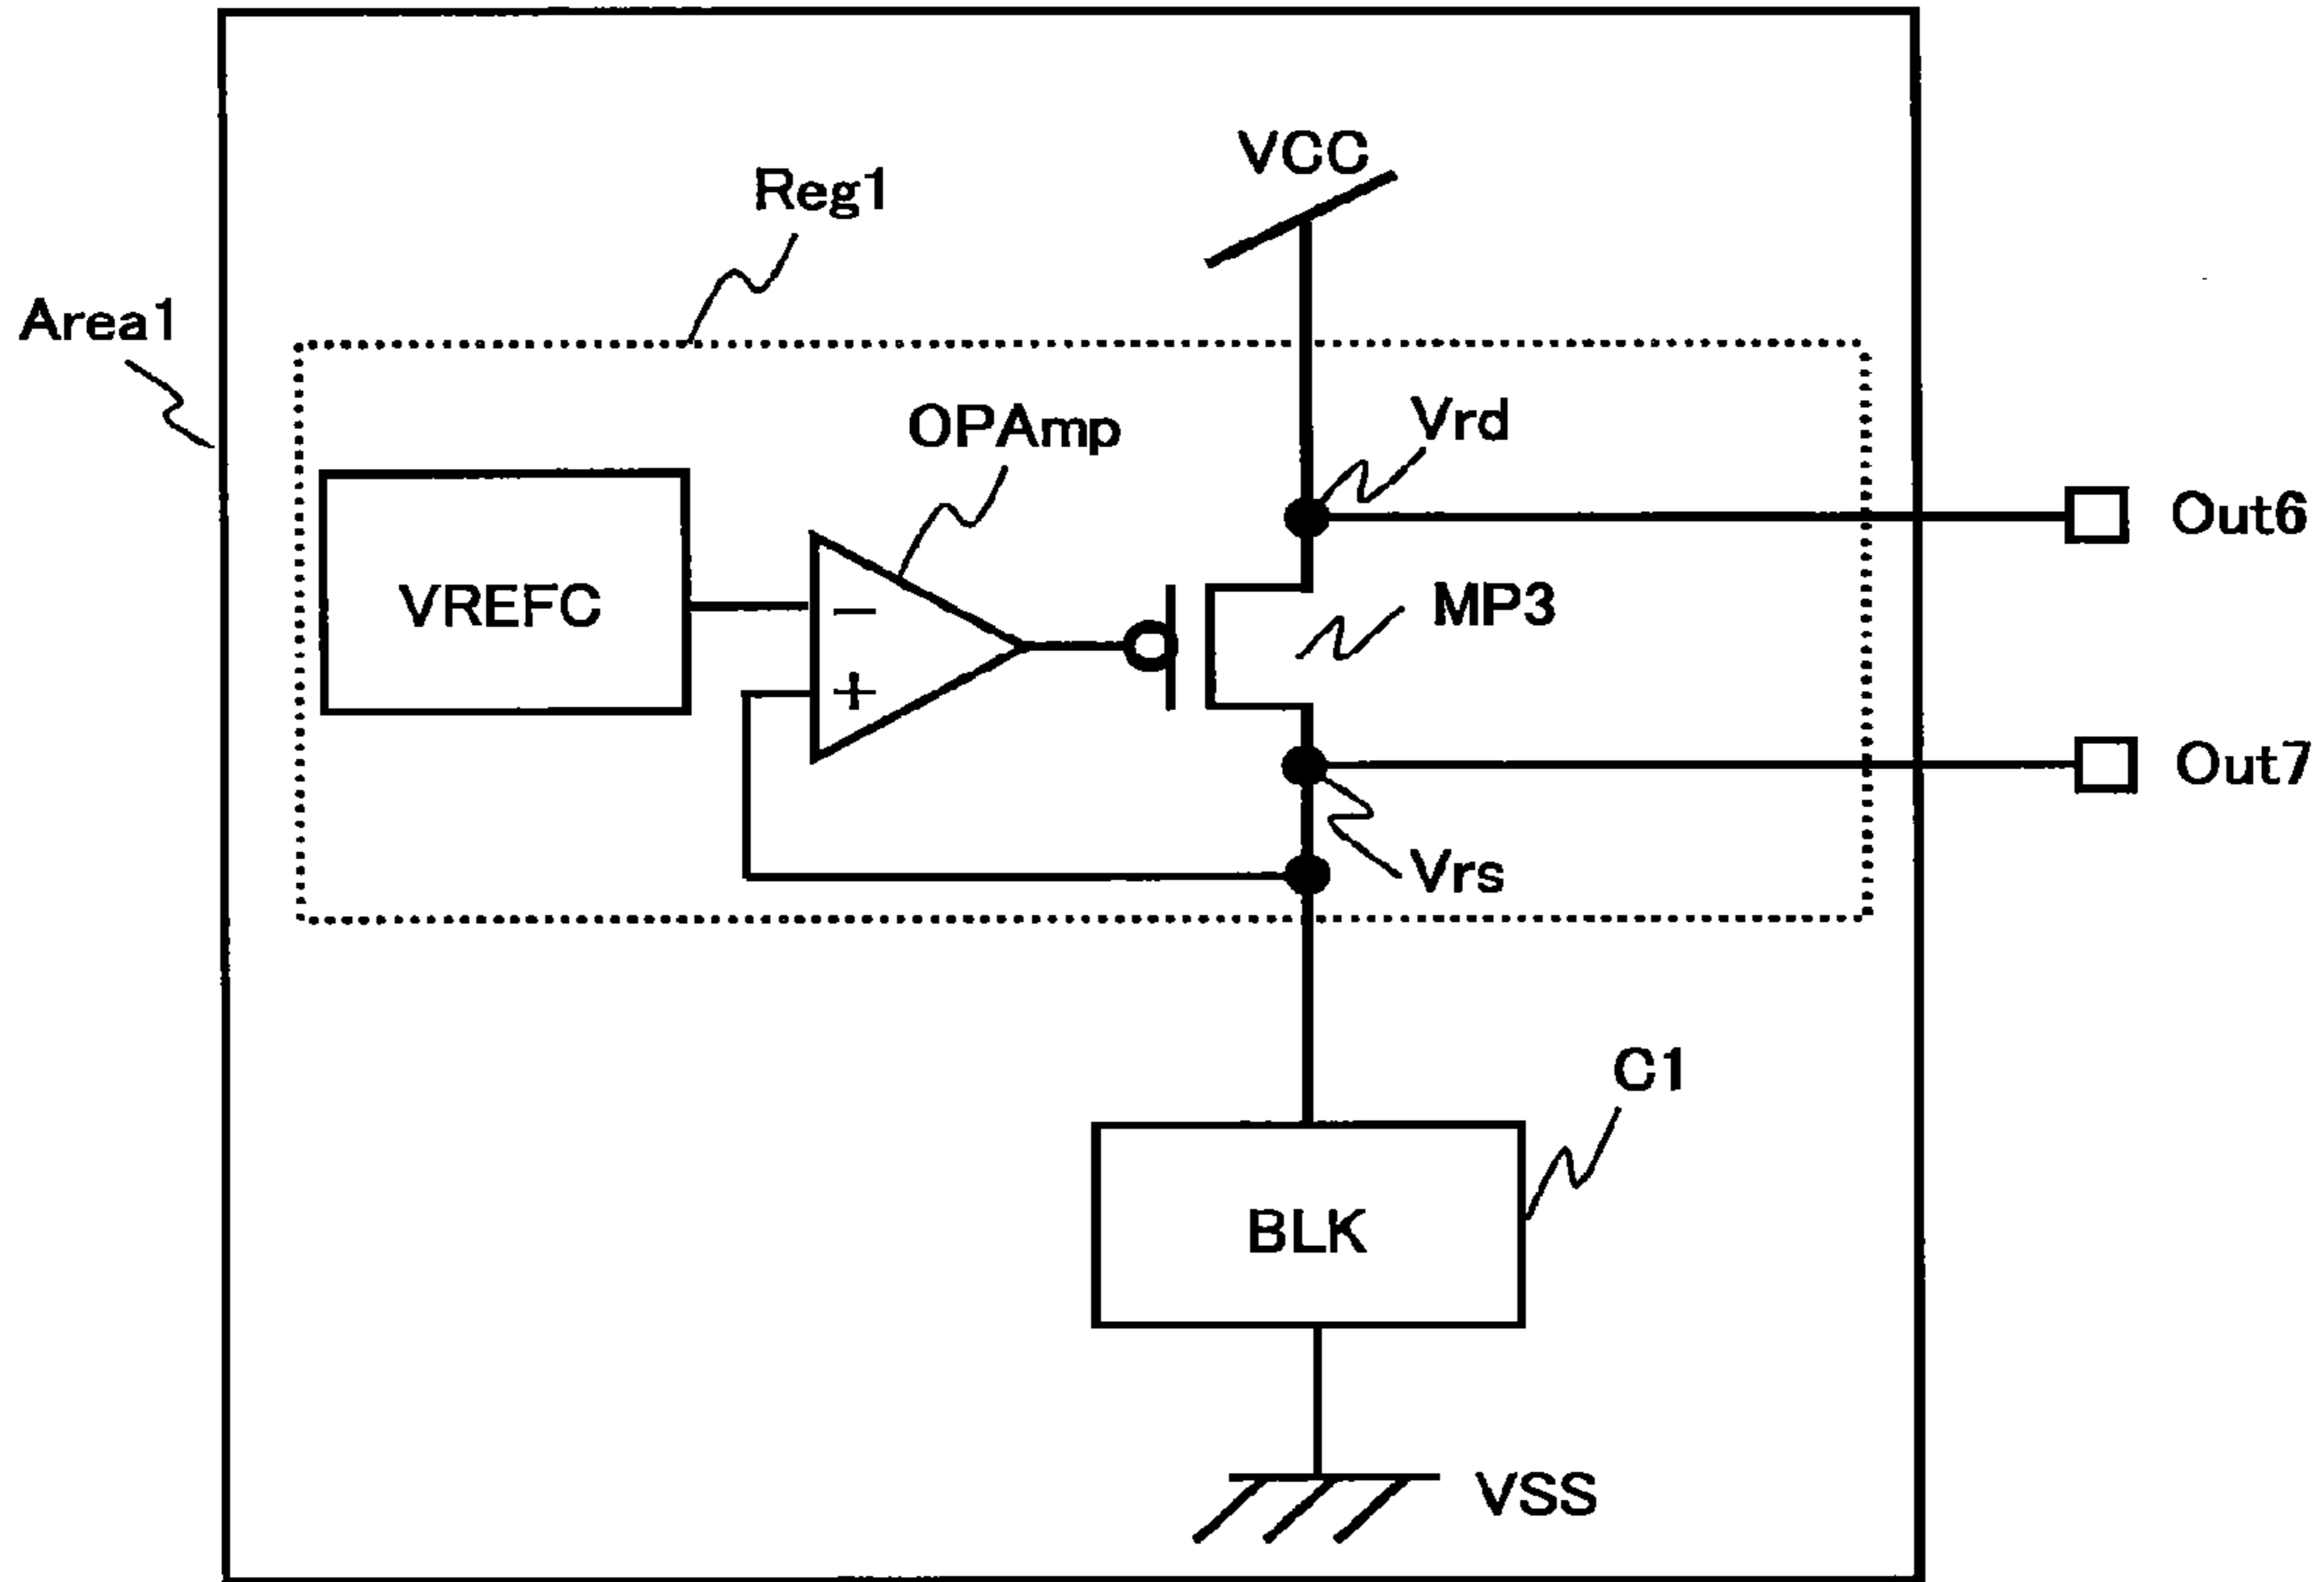 VCC
Reg1
Area1
OPAmp
Vrd
Out6
VREFC
−
MP3
+
Out7
Vrs
C1
BLK
VSS